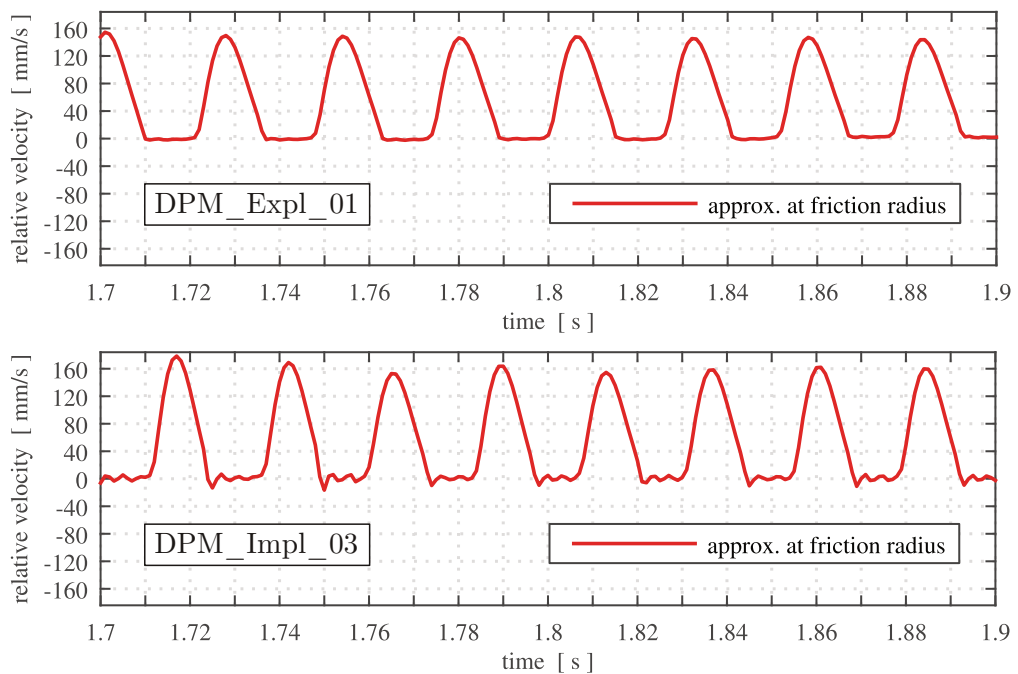 relative velocity [ mm/s ]
160
120
80
40
0
-40
-80
-120
-160
DPM_Expl_01
approx. at friction radius
1.7 1.72 1.74 1.76 1.78 1.8 1.82 1.84 1.86 1.88 1.9
time [ s ]
relative velocity [ mm/s ]
160
120
80
40
0
-40
-80
-120
-160
DPM_Impl_03
approx. at friction radius
1.7 1.72 1.74 1.76 1.78 1.8 1.82 1.84 1.86 1.88 1.9
time [ s ]